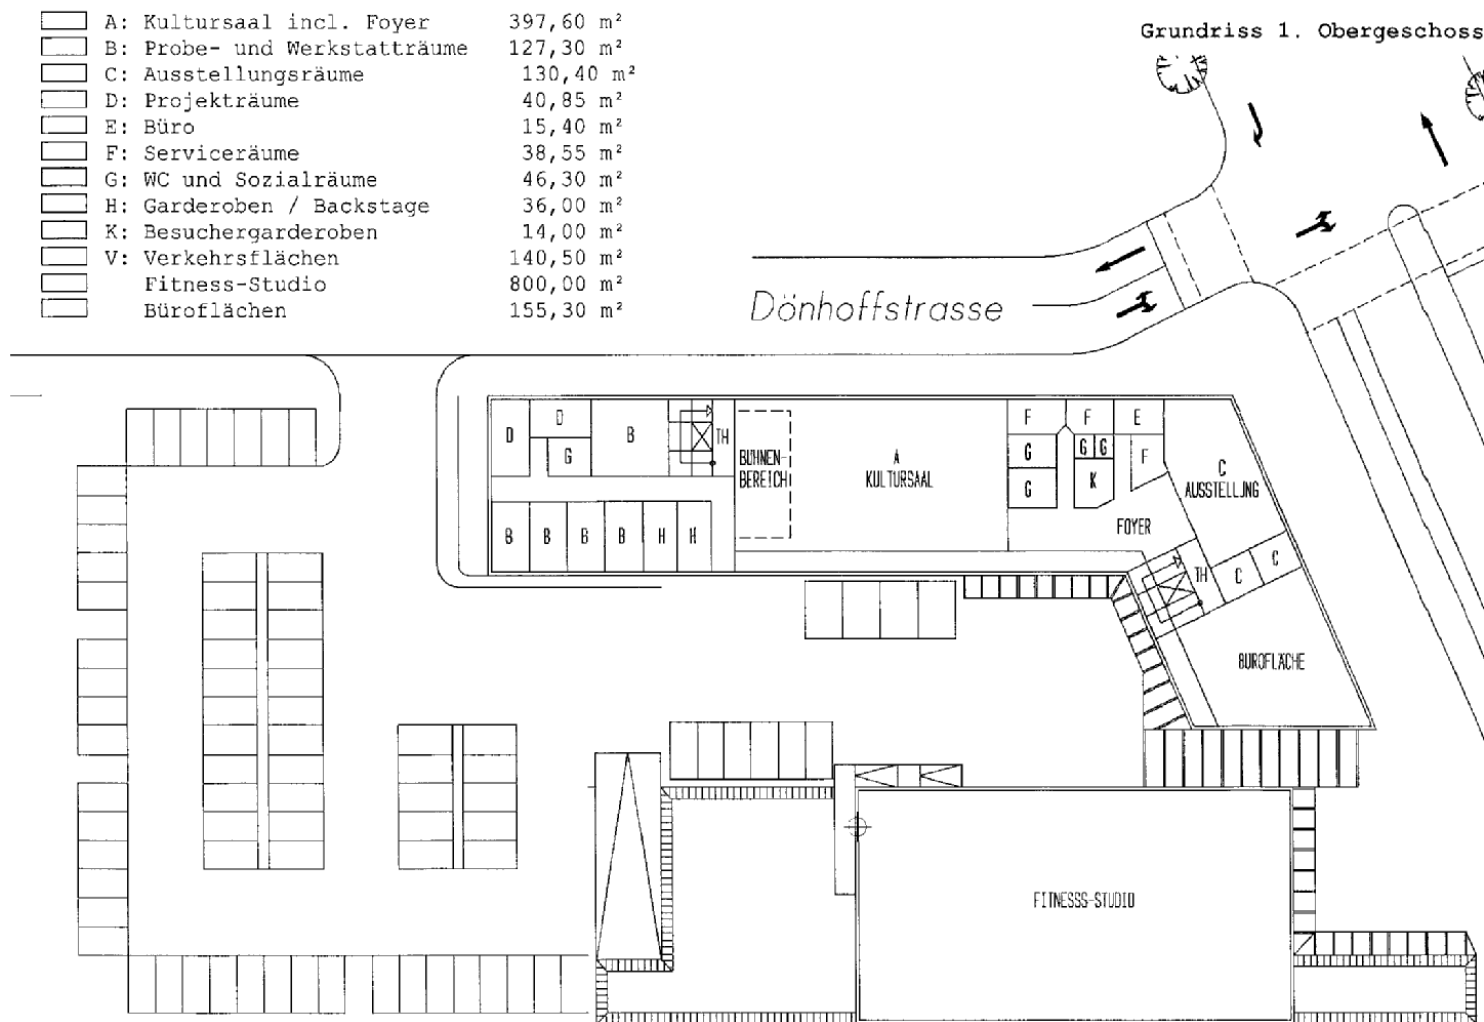 A: Kultursaal incl. Foyer 397,60 m²
B: Probe- und Werkstatträume 127,30 m²
C: Ausstellungsräume 130,40 m²
D: Projekträume 40,85 m²
E: Büro 15,40 m²
F: Serviceräume 38,55 m²
G: WC und Sozialräume 46,30 m²
H: Garderoben / Backstage 36,00 m²
K: Besuchergarderoben 14,00 m²
V: Verkehrsflächen 140,50 m²
Fitness-Studio 800,00 m²
Büroflächen 155,30 m²
Grundriss 1. Obergeschoss
Dönhoffstrasse
D F F E
D B TH
G G G G F
BÜHNEN-
BEREICH
A
KULTURSAAL
C
AUSSTELLUNG
G K
FOYER
B B B B H H
TH C C
BÜROFLÄCHE
FITNESSS-STUDIO